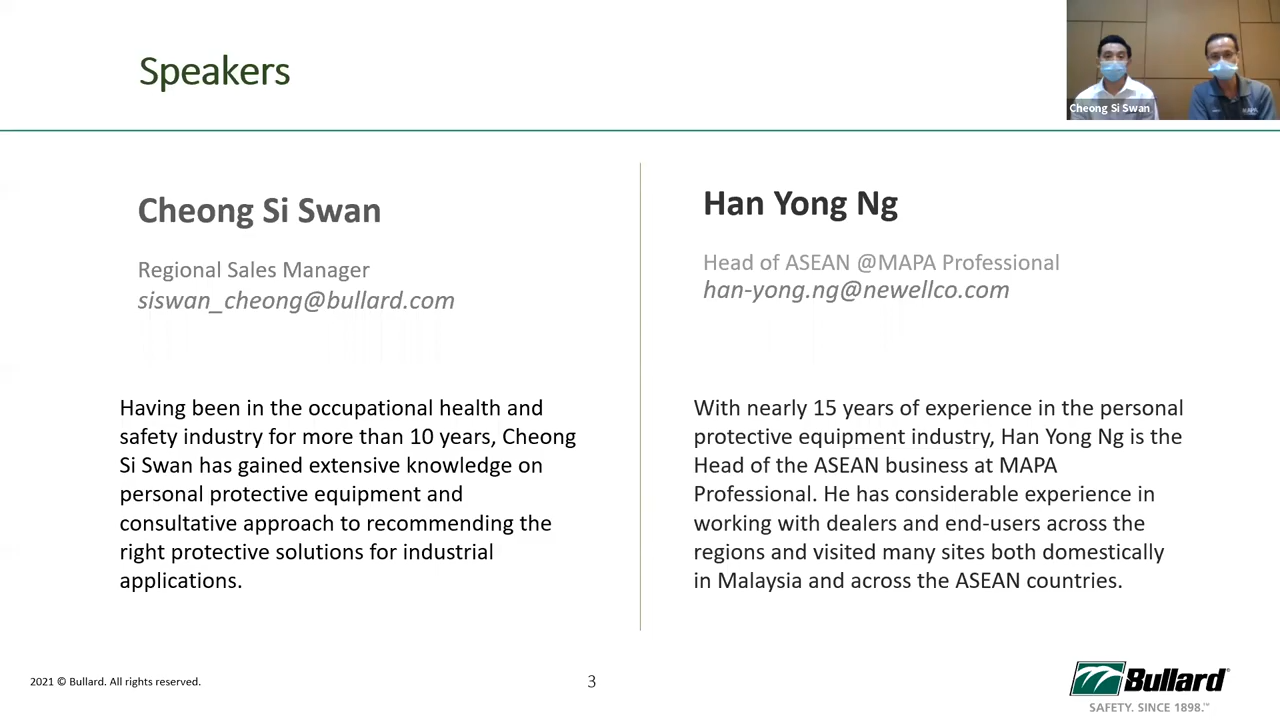 Speakers
Cheong Si Swan
Cheong Si Swan
Regional Sales Manager
siswan_cheong@bullard.com
Having been in the occupational health and
safety industry for more than 10 years, Cheong
Si Swan has gained extensive knowledge on
personal protective equipment and
consultative approach to recommending the
right protective solutions for industrial
applications.
Han Yong Ng
Head of ASEAN @MAPA Professional
han-yong.ng@newellco.com
With nearly 15 years of experience in the personal
protective equipment industry, Han Yong Ng is the
Head of the ASEAN business at MAPA
Professional. He has considerable experience in
working with dealers and end-users across the
regions and visited many sites both domestically
in Malaysia and across the ASEAN countries.
2021 © Bullard. All rights reserved.
3
Bullard®
SAFETY. SINCE 1898.™